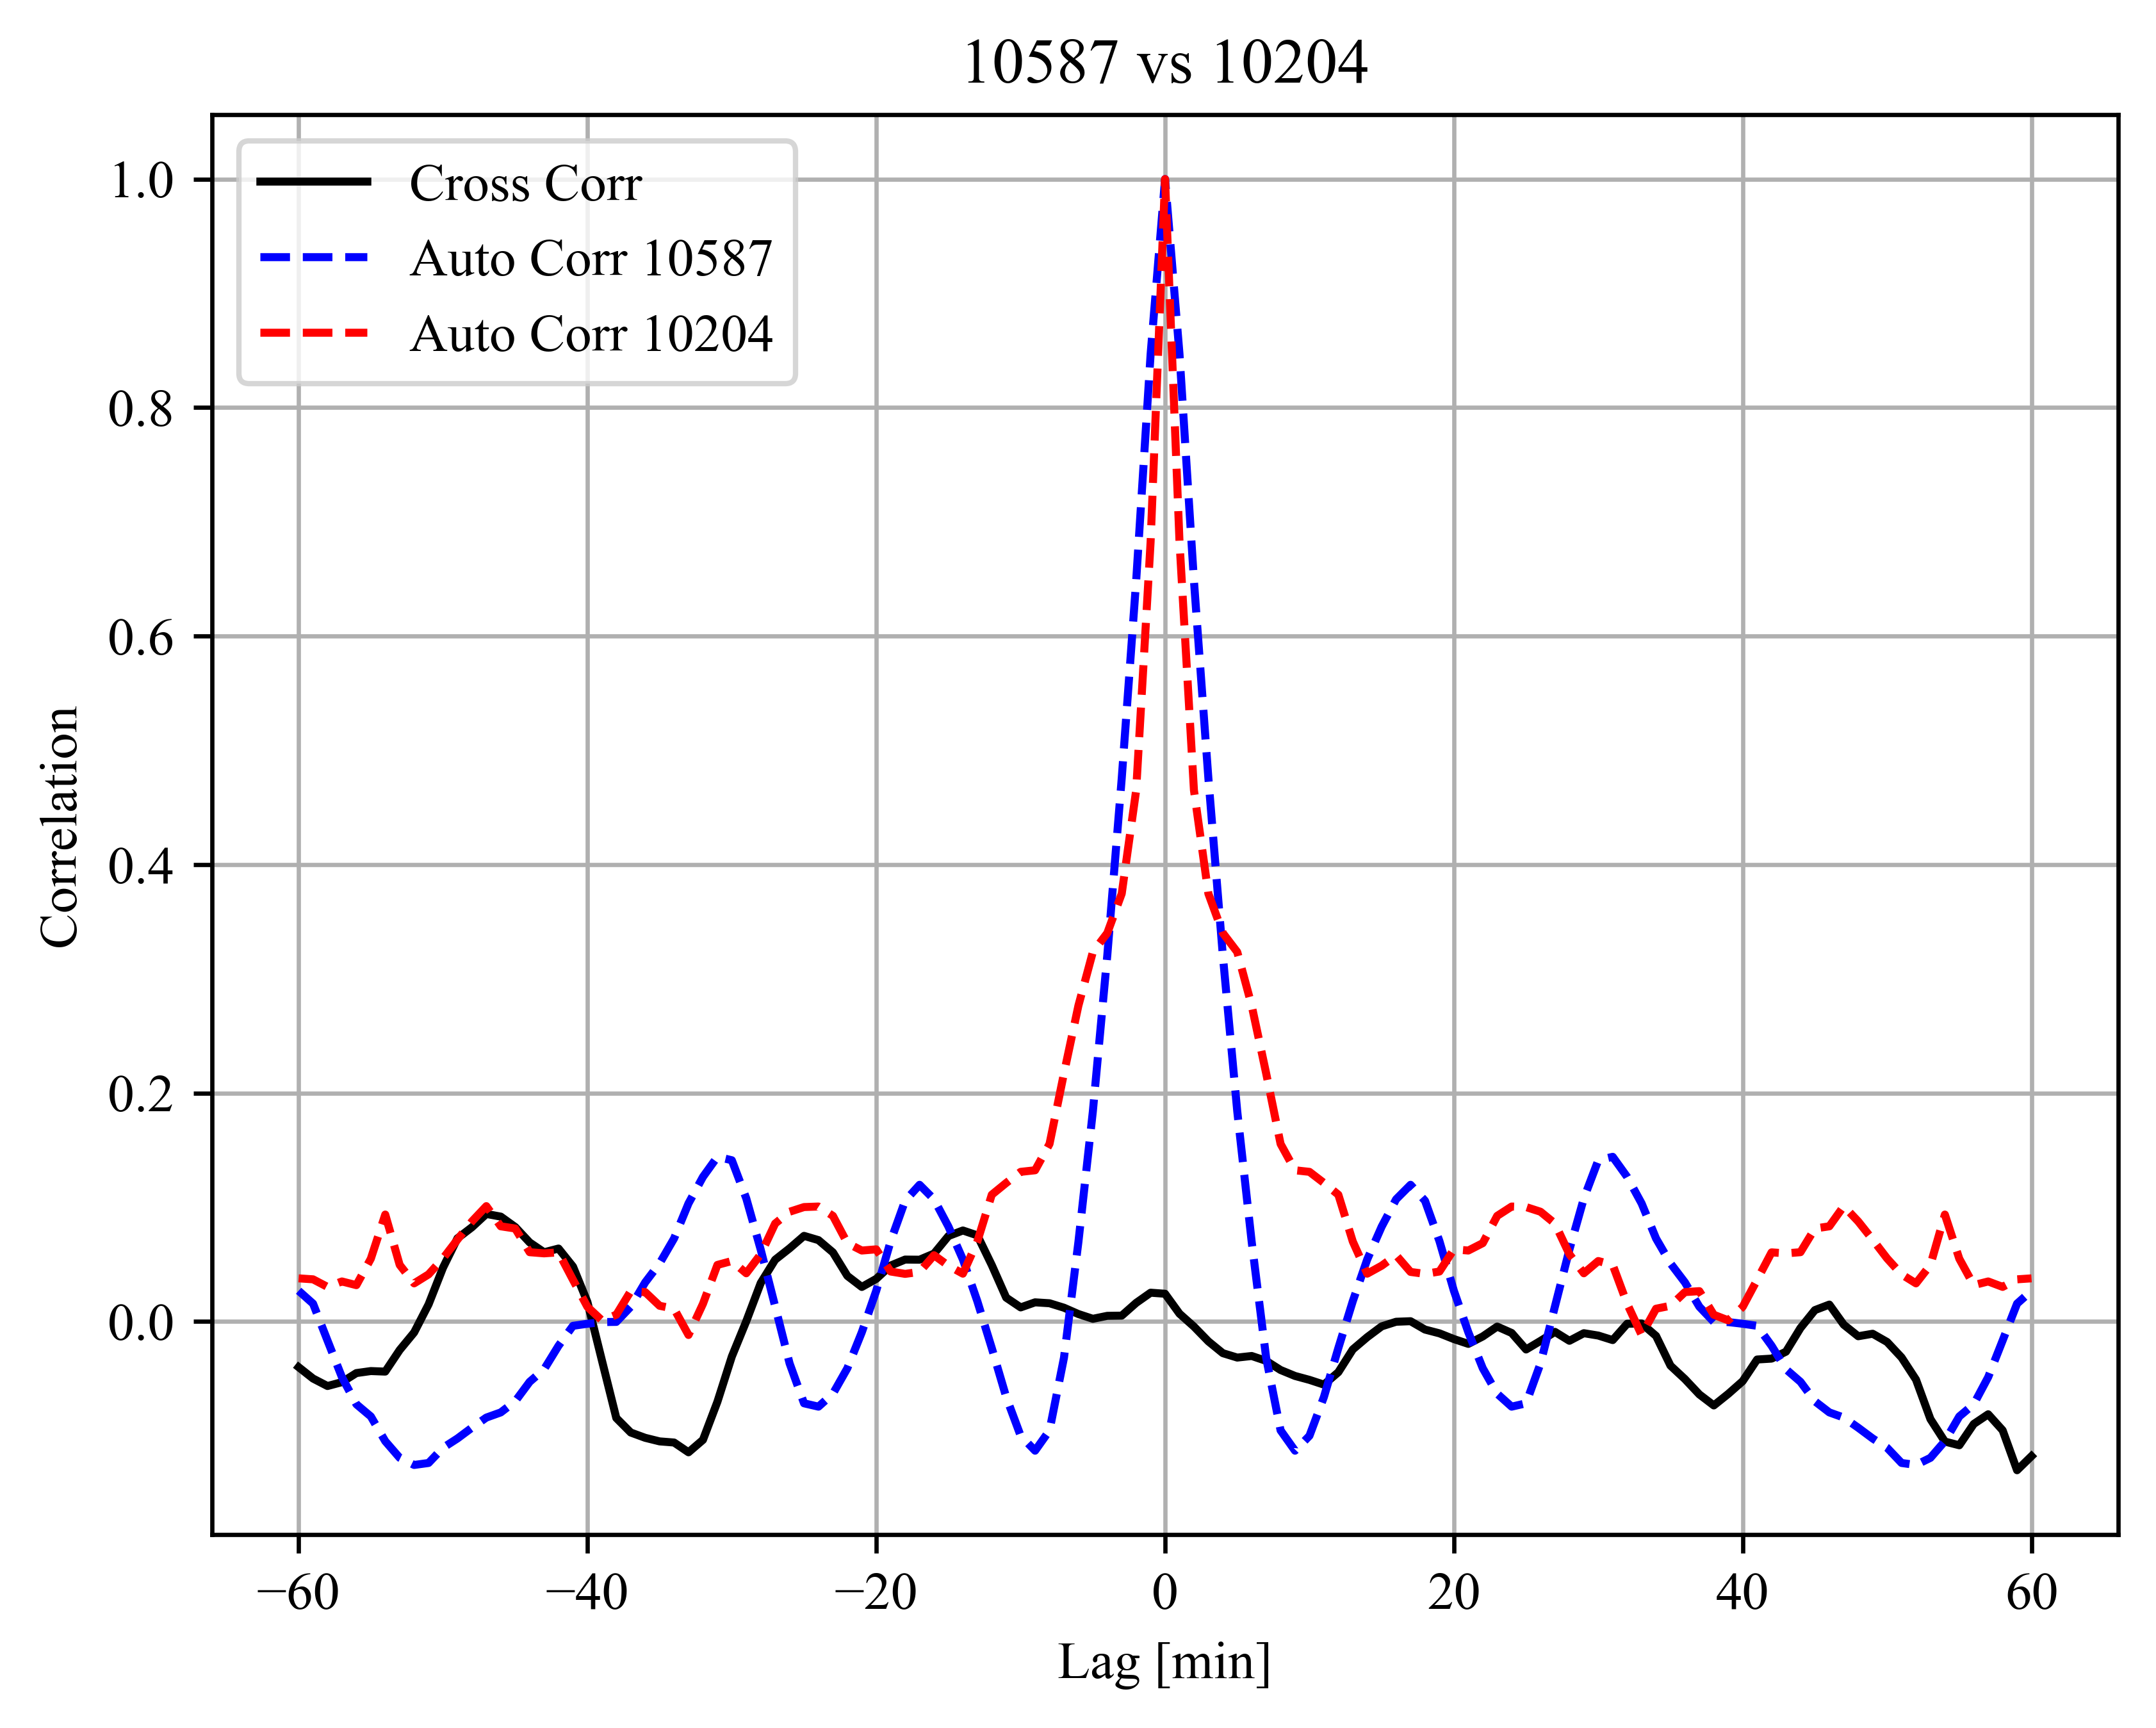 10587 vs 10204
Cross Corr
Auto Corr 10587
Auto Corr 10204
1.0
0.8
0.6
0.4
0.2
0.0
Correlation
−60 −40 −20 0 20 40 60
Lag [min]